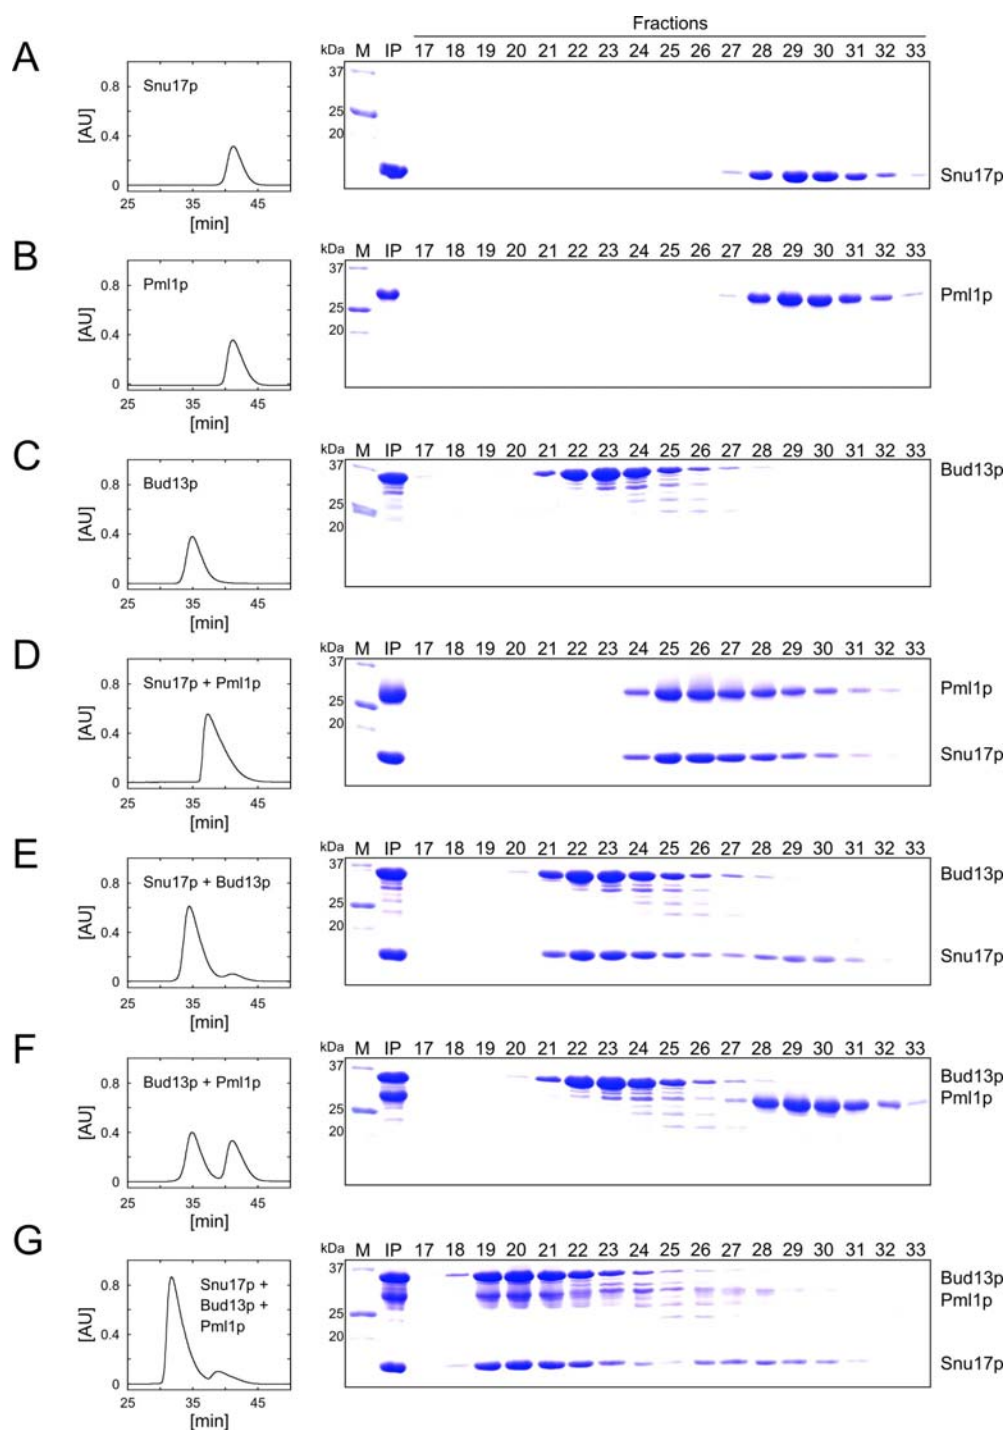 Fractions
A
kDa M IP 17 18 19 20 21 22 23 24 25 26 27 28 29 30 31 32 33
Snu17p
[AU]
0.8
0.4
0
25 35 45
[min]
37
25
20
Snu17p
B
kDa M IP 17 18 19 20 21 22 23 24 25 26 27 28 29 30 31 32 33
Pml1p
[AU]
0.8
0.4
0
25 35 45
[min]
37
25
20
Pml1p
C
kDa M IP 17 18 19 20 21 22 23 24 25 26 27 28 29 30 31 32 33
Bud13p
[AU]
0.8
0.4
0
25 35 45
[min]
37
25
20
Bud13p
D
kDa M IP 17 18 19 20 21 22 23 24 25 26 27 28 29 30 31 32 33
Snu17p + Pml1p
[AU]
0.8
0.4
0
25 35 45
[min]
37
25
20
Pml1p
Snu17p
E
kDa M IP 17 18 19 20 21 22 23 24 25 26 27 28 29 30 31 32 33
Snu17p + Bud13p
[AU]
0.8
0.4
0
25 35 45
[min]
37
25
20
Bud13p
Snu17p
F
kDa M IP 17 18 19 20 21 22 23 24 25 26 27 28 29 30 31 32 33
Bud13p + Pml1p
[AU]
0.8
0.4
0
25 35 45
[min]
37
25
20
Bud13p
Pml1p
G
kDa M IP 17 18 19 20 21 22 23 24 25 26 27 28 29 30 31 32 33
Snu17p +
Bud13p +
Pml1p
[AU]
0.8
0.4
0
25 35 45
[min]
37
25
20
Bud13p
Pml1p
Snu17p